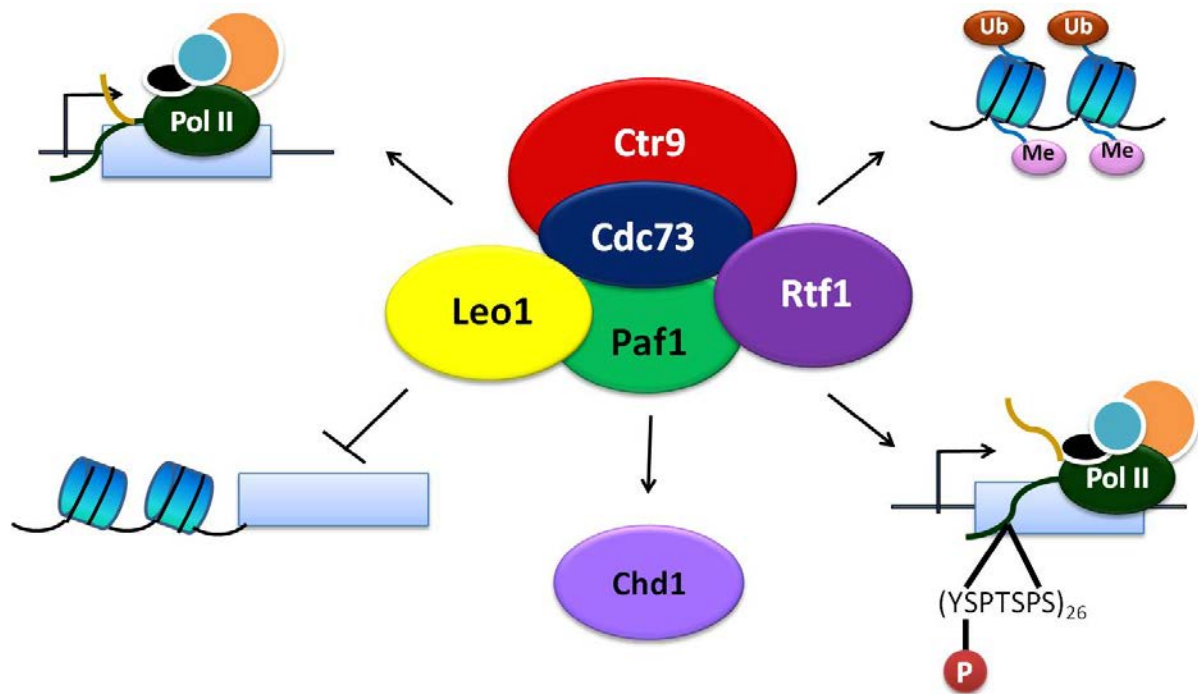 Ub Ub
Pol II
Me Me
Ctr9
Cdc73
Leo1
Rtf1
Paf1
Pol II
Chd1
(YSPTSPS)26
P